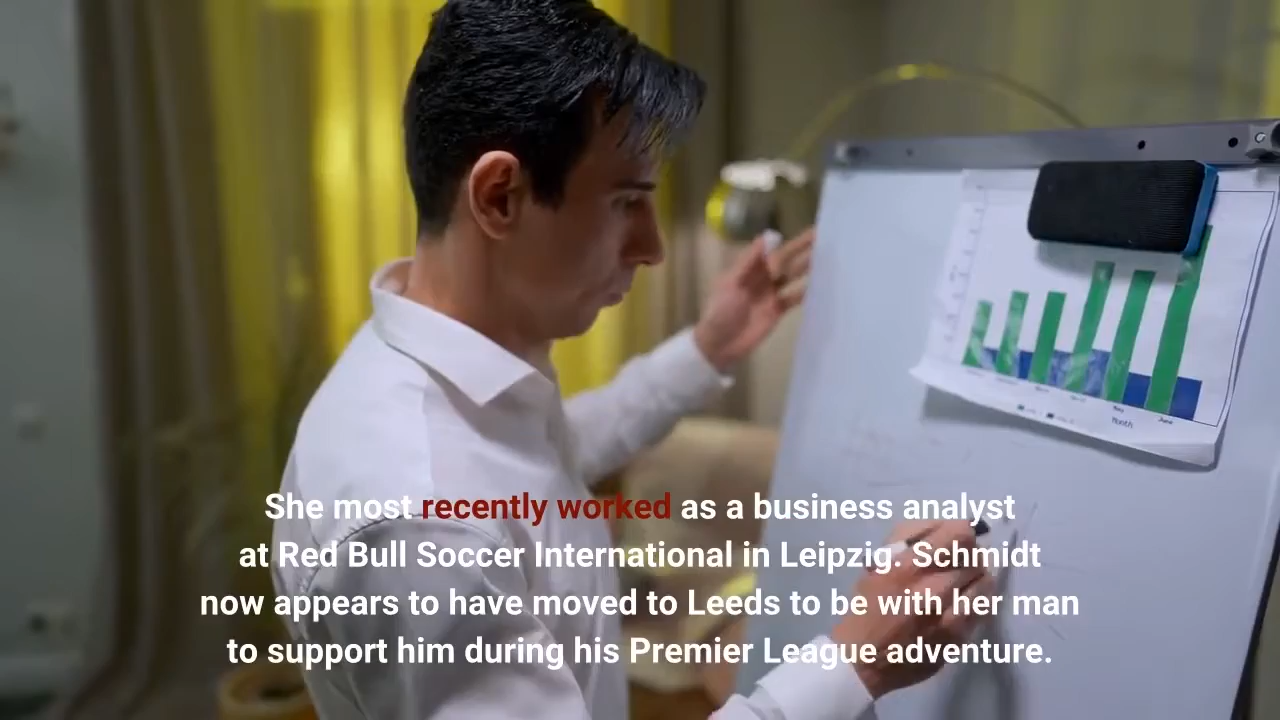 She most recently worked as a business analyst
at Red Bull Soccer International in Leipzig. Schmidt
now appears to have moved to Leeds to be with her man
to support him during his Premier League adventure.